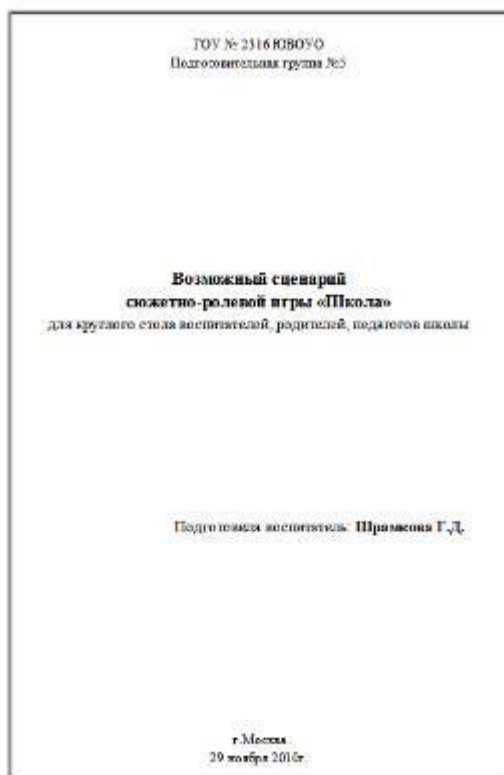 ГОУ № 2316 ЮВОУО
Подготовительная группа №5
Возможный сценарий
сюжетно-ролевой игры «Школа»
для круглого стола воспитателей, родителей, педагогов школы
Подготовила воспитатель: Шрамкова Г.Д.
г.Москва
29 ноября 2010г.